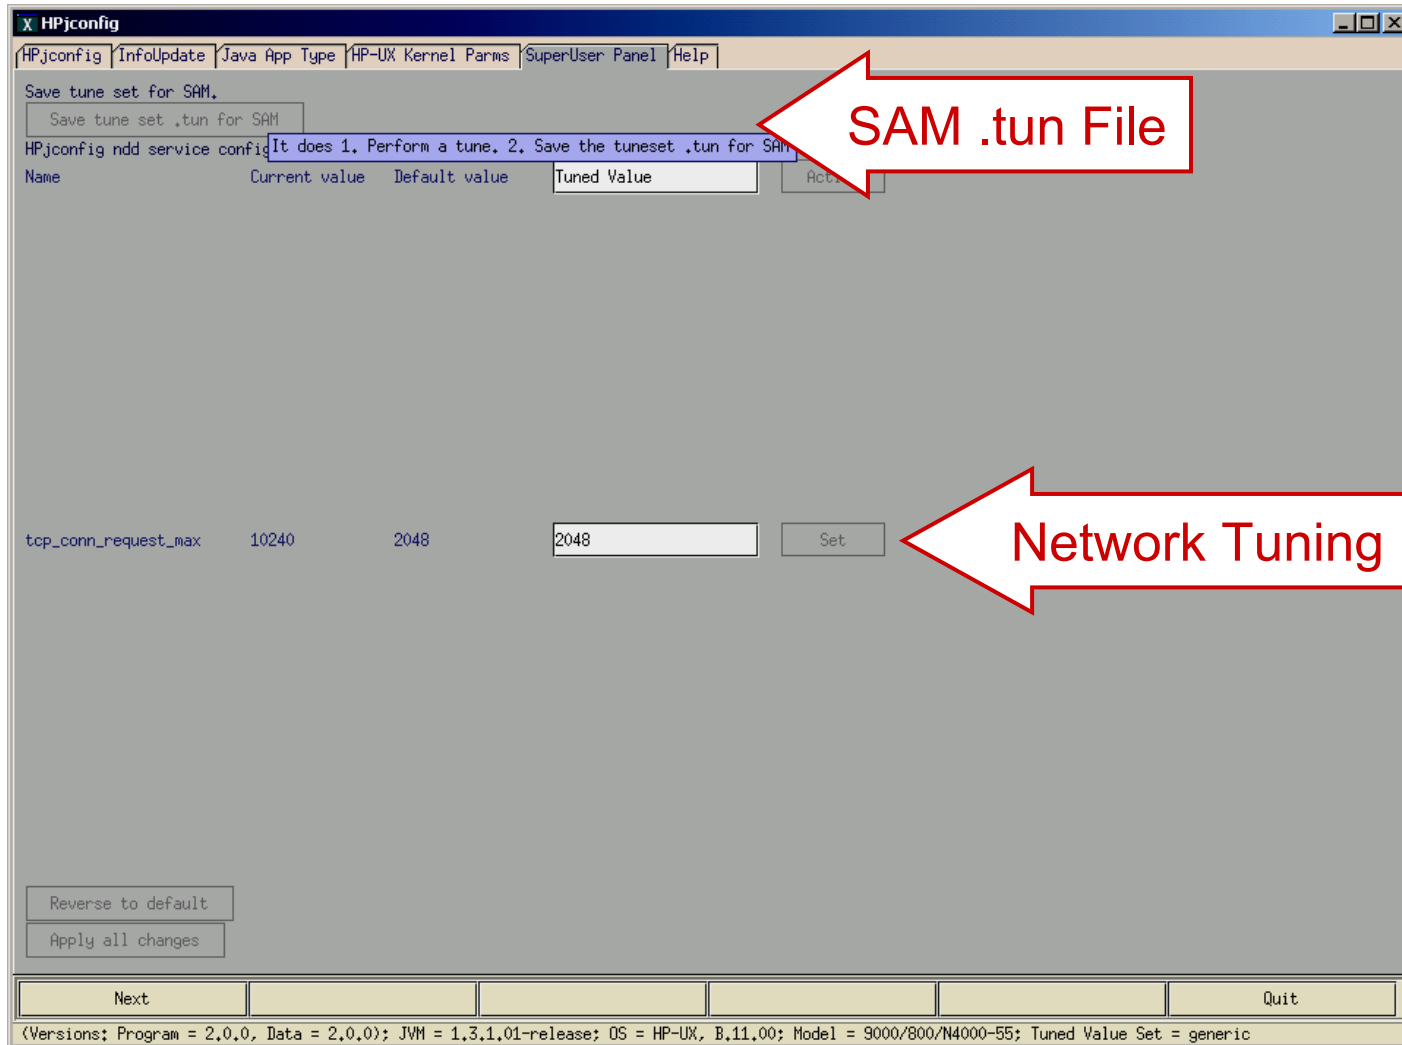 HPjconfig
HPjconfig InfoUpdate Java App Type HP-UX Kernel Parms SuperUser Panel Help
Save tune set for SAM.
Save tune set .tun for SAM
SAM .tun File
HPjconfig ndd service config
It does 1. Perform a tune. 2. Save the tuneset .tun for SAM
Name Current value Default value Tuned Value
tcp_conn_request_max 10240 2048 2048 Set
Network Tuning
Reverse to default
Apply all changes
Next Quit
(Versions: Program = 2.0.0, Data = 2.0.0); JVM = 1.3.1.01-release; OS = HP-UX, B.11.00; Model = 9000/800/N4000-55; Tuned Value Set = generic